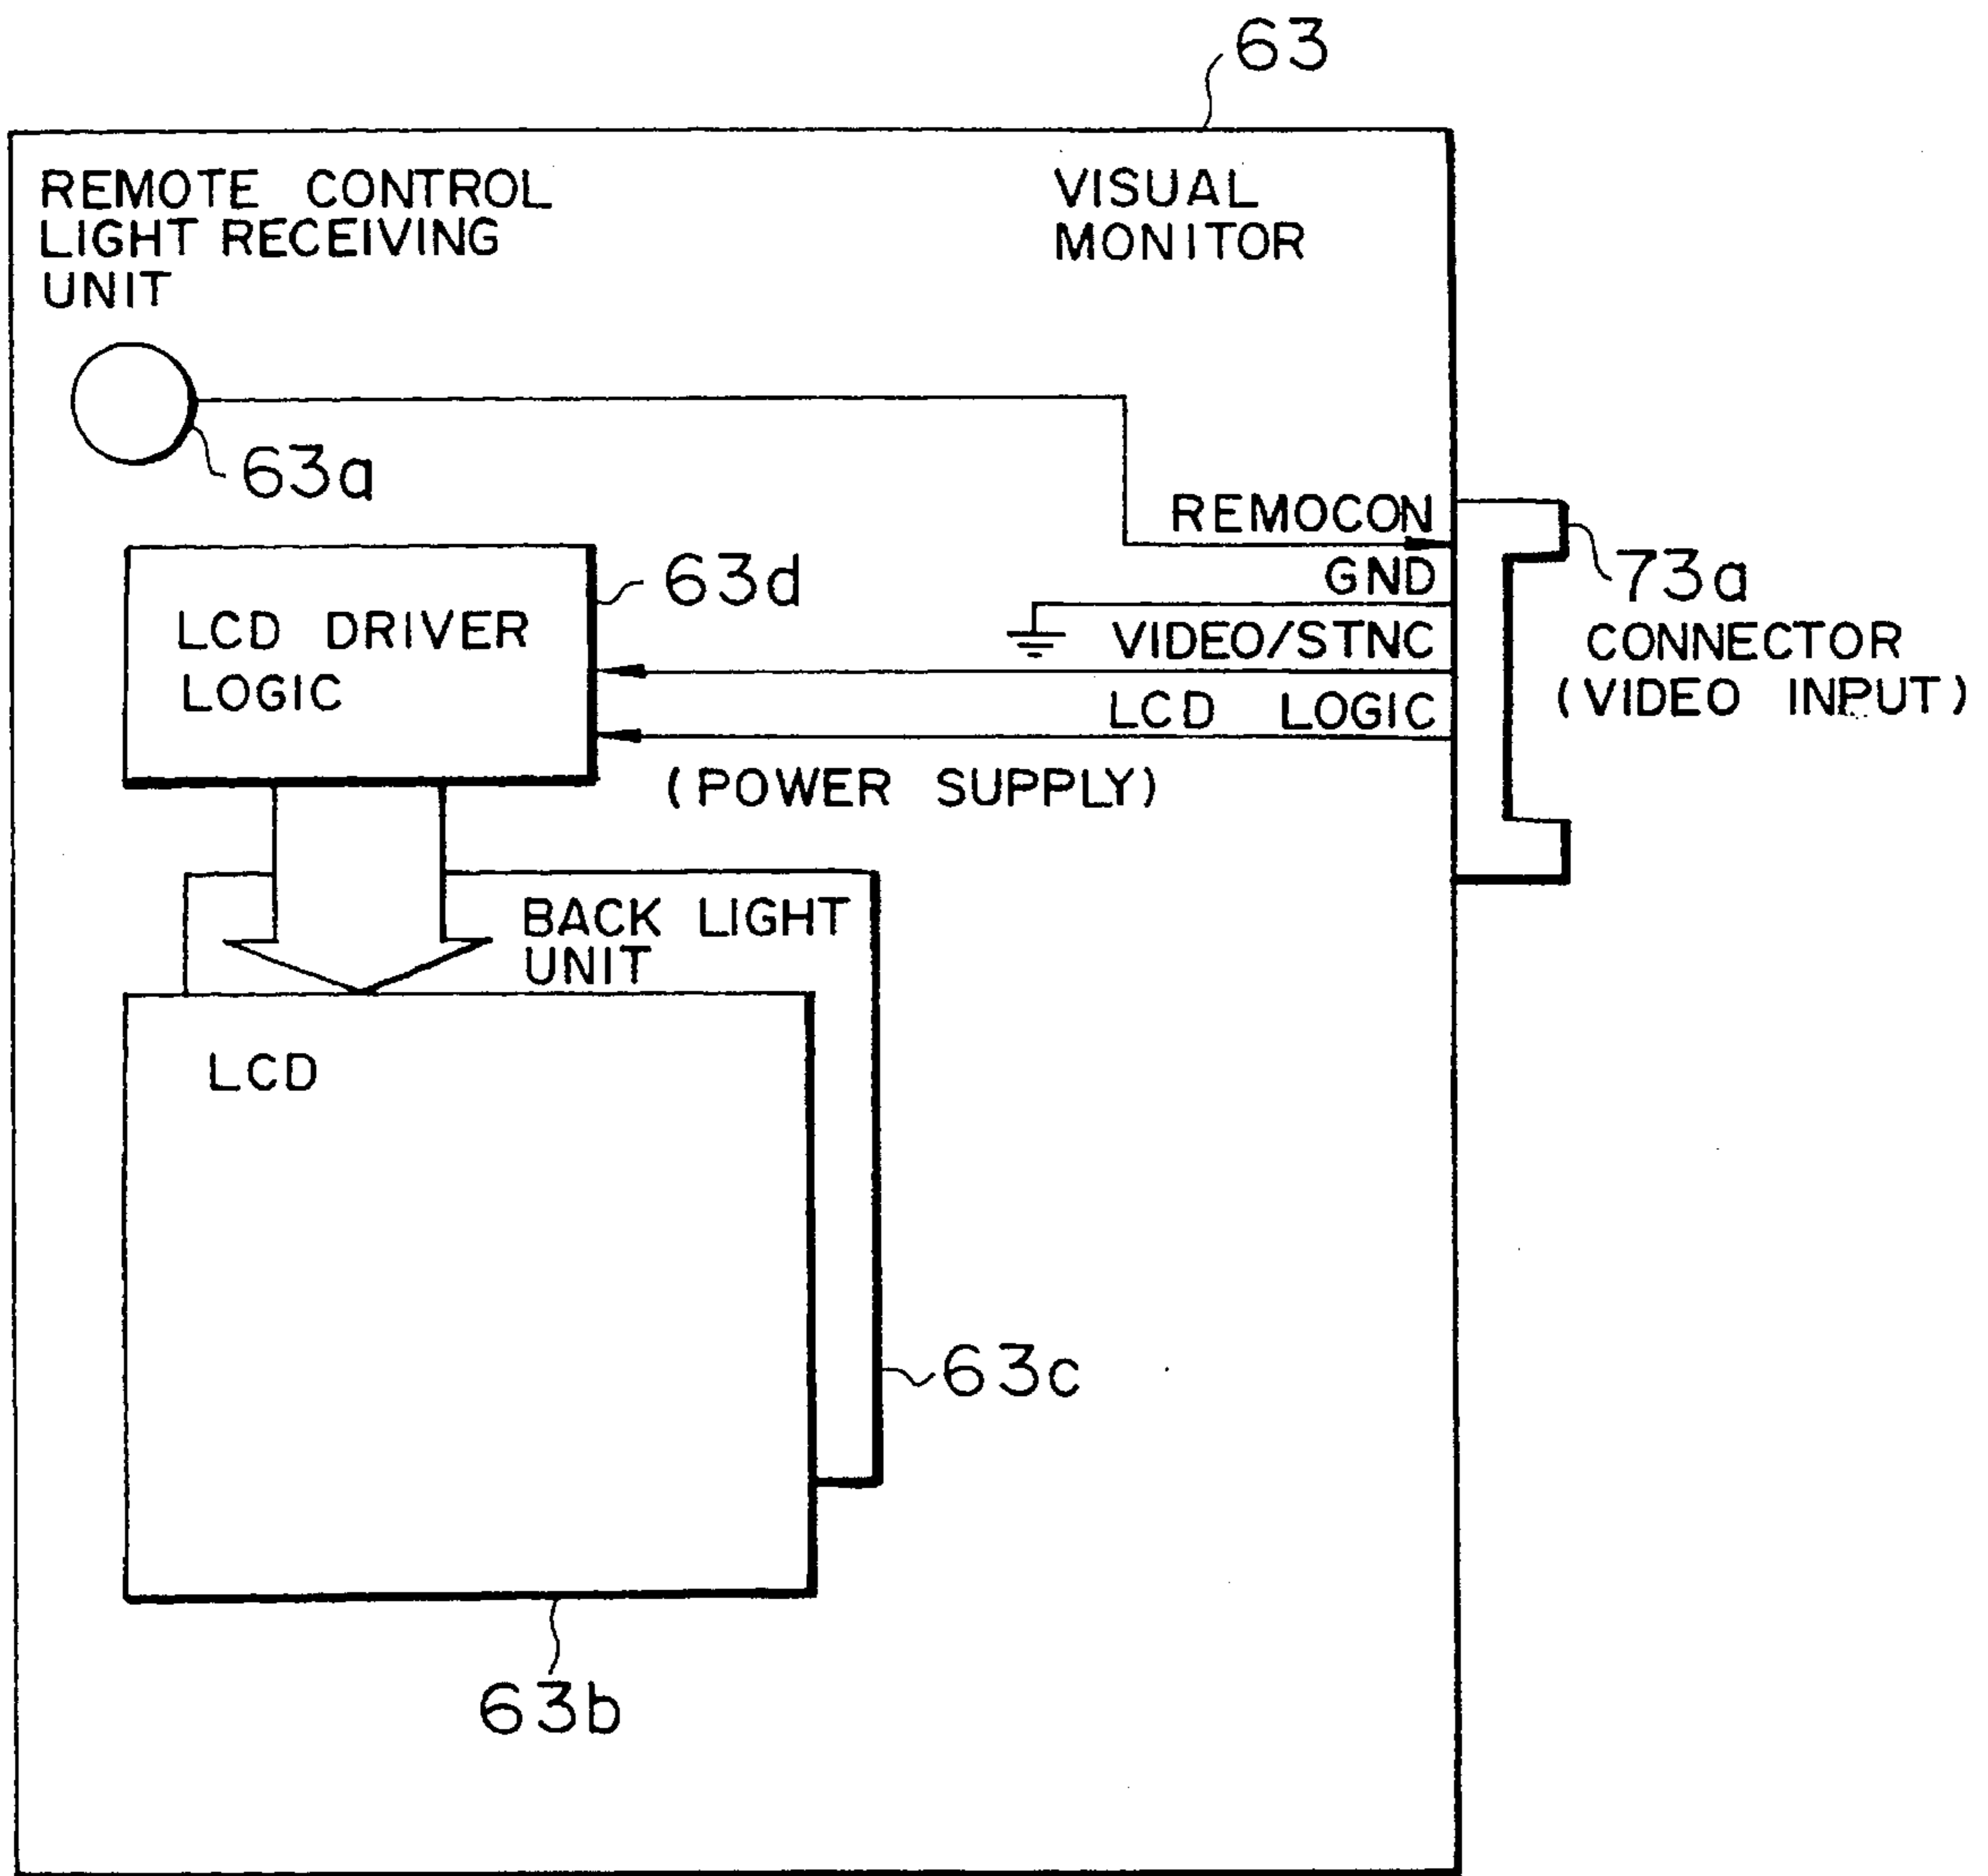 63
REMOTE CONTROL
LIGHT RECEIVING
UNIT
VISUAL
MONITOR
63a
REMOCON
GND
73a
CONNECTOR
(VIDEO INPUT)
63d
LCD DRIVER
LOGIC
VIDEO/STNC
LCD LOGIC
(POWER SUPPLY)
BACK LIGHT
UNIT
LCD
63c
63b